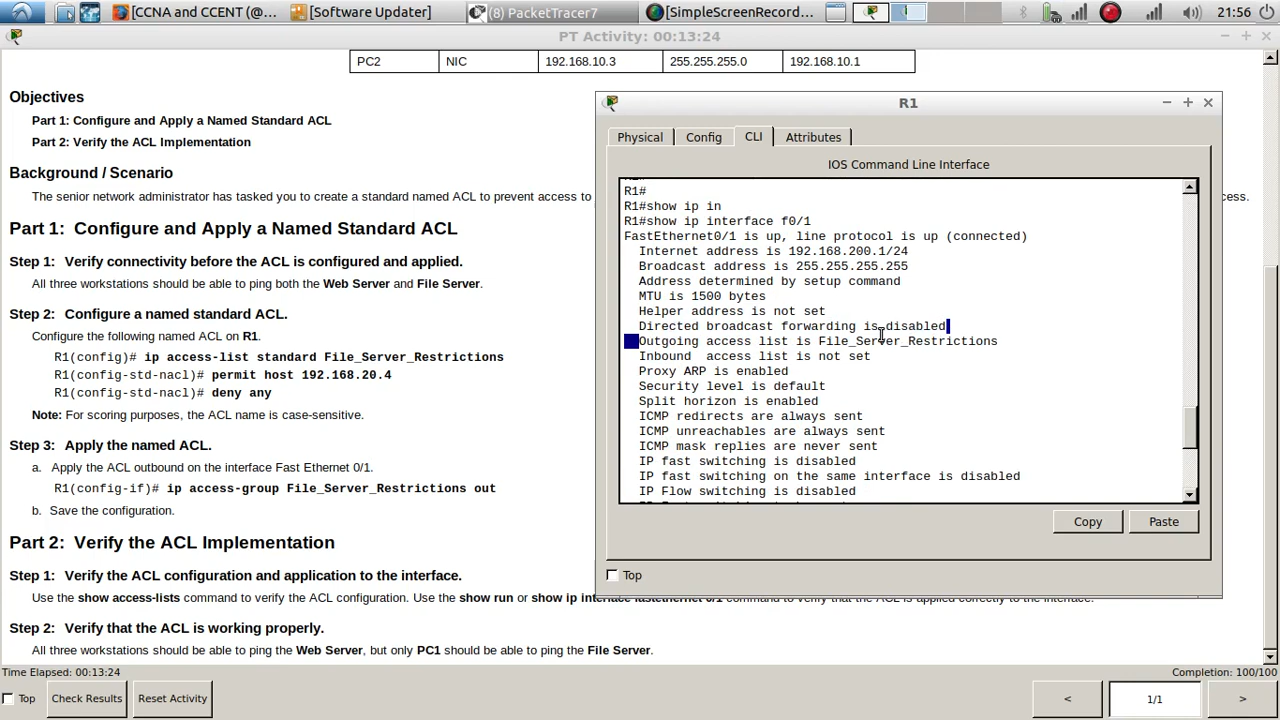 [CCNA and CCENT (@...
[Software Updater]
(8) PacketTracer7
[SimpleScreenRecord...
21:56
PT Activity: 00:13:24
PC2 NIC 192.168.10.3 255.255.255.0 192.168.10.1
Objectives
Part 1: Configure and Apply a Named Standard ACL
Part 2: Verify the ACL Implementation
Background / Scenario
The senior network administrator has tasked you to create a standard named ACL to prevent access to
cess.
Part 1: Configure and Apply a Named Standard ACL
Step 1: Verify connectivity before the ACL is configured and applied.
All three workstations should be able to ping both the Web Server and File Server.
Step 2: Configure a named standard ACL.
Configure the following named ACL on R1.
R1(config)# ip access-list standard File_Server_Restrictions
R1(config-std-nacl)# permit host 192.168.20.4
R1(config-std-nacl)# deny any
Note: For scoring purposes, the ACL name is case-sensitive.
Step 3: Apply the named ACL.
a. Apply the ACL outbound on the interface Fast Ethernet 0/1.
R1(config-if)# ip access-group File_Server_Restrictions out
b. Save the configuration.
Part 2: Verify the ACL Implementation
Step 1: Verify the ACL configuration and application to the interface.
Use the show access-lists command to verify the ACL configuration. Use the show run or show ip interface fastethernet 0/1 command to verify that the ACL is applied correctly to the interface.
Step 2: Verify that the ACL is working properly.
All three workstations should be able to ping the Web Server, but only PC1 should be able to ping the File Server.
R1
Physical Config CLI Attributes
IOS Command Line Interface
R1#
R1#show ip in
R1#show ip interface f0/1
FastEthernet0/1 is up, line protocol is up (connected)
Internet address is 192.168.200.1/24
Broadcast address is 255.255.255.255
Address determined by setup command
MTU is 1500 bytes
Helper address is not set
Directed broadcast forwarding is disabled
Outgoing access list is File_Server_Restrictions
Inbound access list is not set
Proxy ARP is enabled
Security level is default
Split horizon is enabled
ICMP redirects are always sent
ICMP unreachables are always sent
ICMP mask replies are never sent
IP fast switching is disabled
IP fast switching on the same interface is disabled
IP Flow switching is disabled
Copy Paste
Top
Time Elapsed: 00:13:24
Completion: 100/100
Top Check Results Reset Activity < 1/1 >